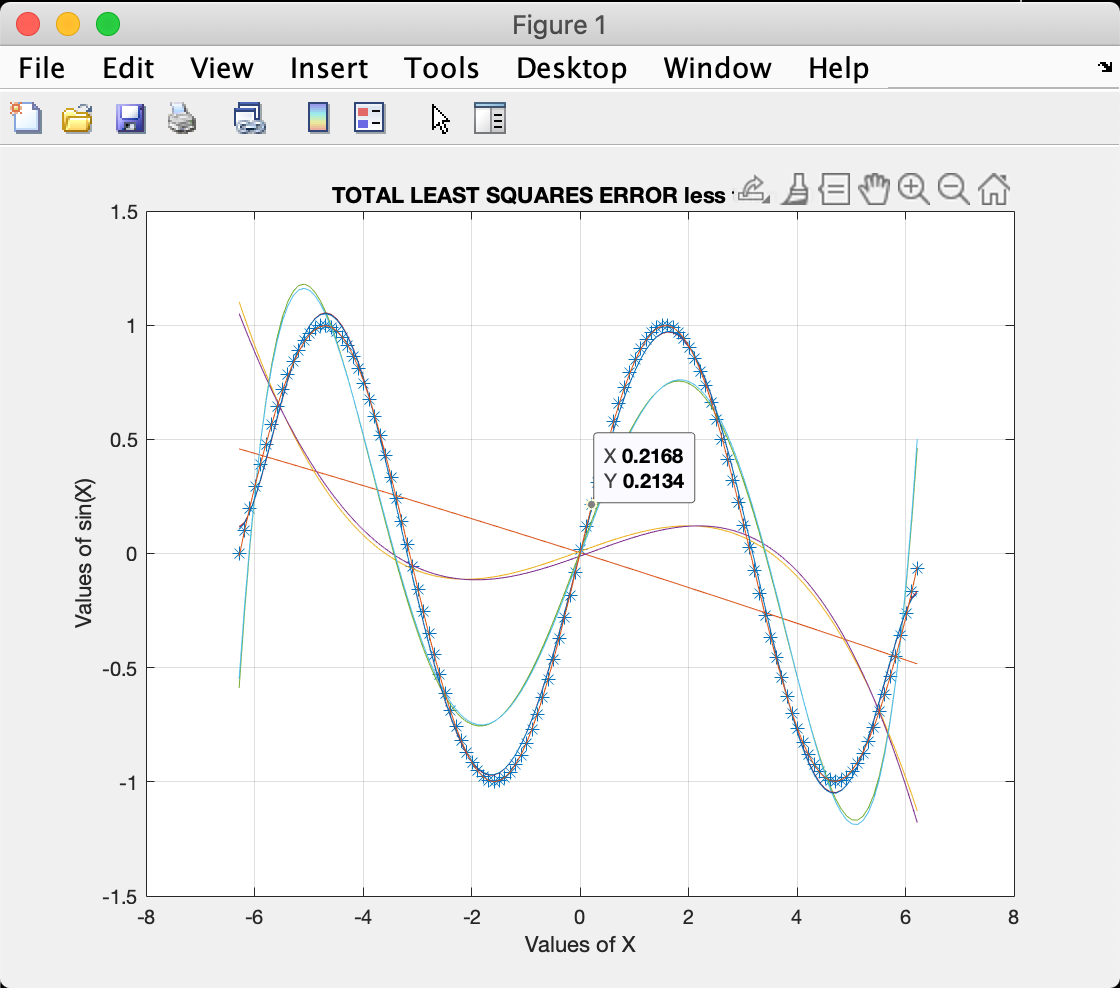 Figure 1
File Edit View Insert Tools Desktop Window Help
TOTAL LEAST SQUARES ERROR less
1.5
1
0.5
0
-0.5
-1
-1.5
Values of sin(X)
X 0.2168
Y 0.2134
-8 -6 -4 -2 0 2 4 6 8
Values of X